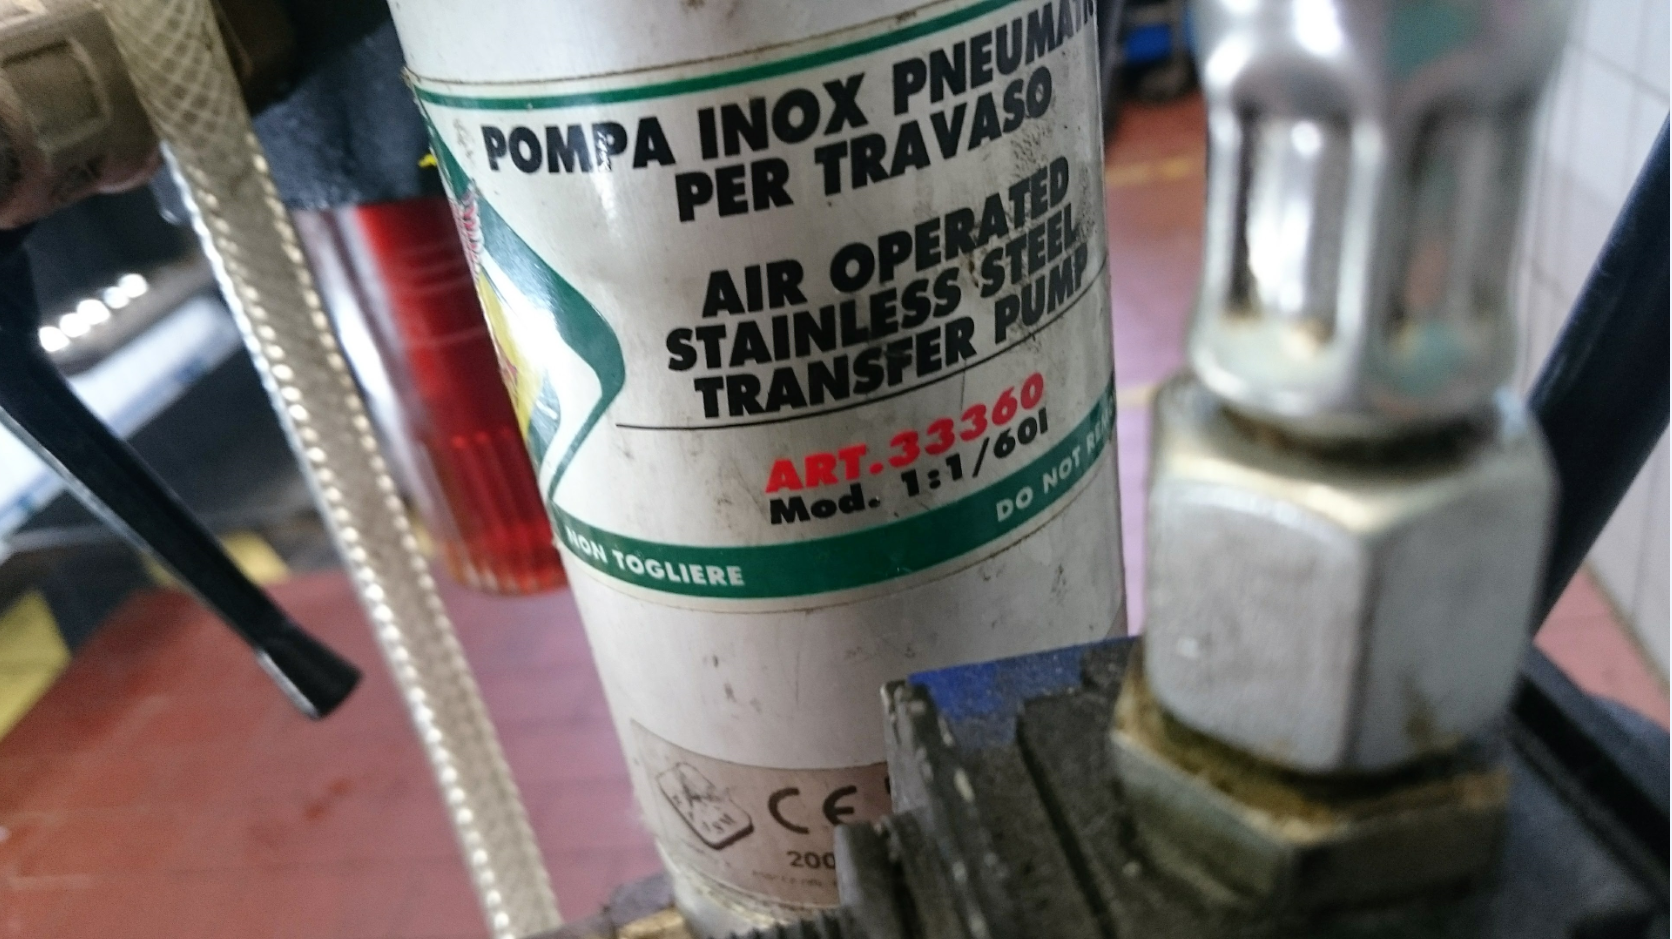 POMPA INOX PNEUMAT
PER TRAVASO
AIR OPERATED
STAINLESS STEEL
TRANSFER PUMP
ART.33360
Mod. 1:1/60l
NON TOGLIERE
DO NOT REM
CE
200